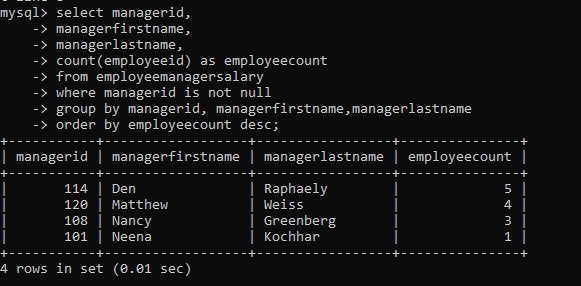 mysql> select managerid,
    -> managerfirstname,
    -> managerlastname,
    -> count(employeeid) as employeecount
    -> from employeemanagersalary
    -> where managerid is not null
    -> group by managerid, managerfirstname,managerlastname
    -> order by employeecount desc;
+-----------+------------------+-----------------+---------------+
| managerid | managerfirstname | managerlastname | employeecount |
+-----------+------------------+-----------------+---------------+
|       114 | Den              | Raphaely        |             5 |
|       120 | Matthew          | Weiss           |             4 |
|       108 | Nancy            | Greenberg       |             3 |
|       101 | Neena            | Kochhar         |             1 |
+-----------+------------------+-----------------+---------------+
4 rows in set (0.01 sec)